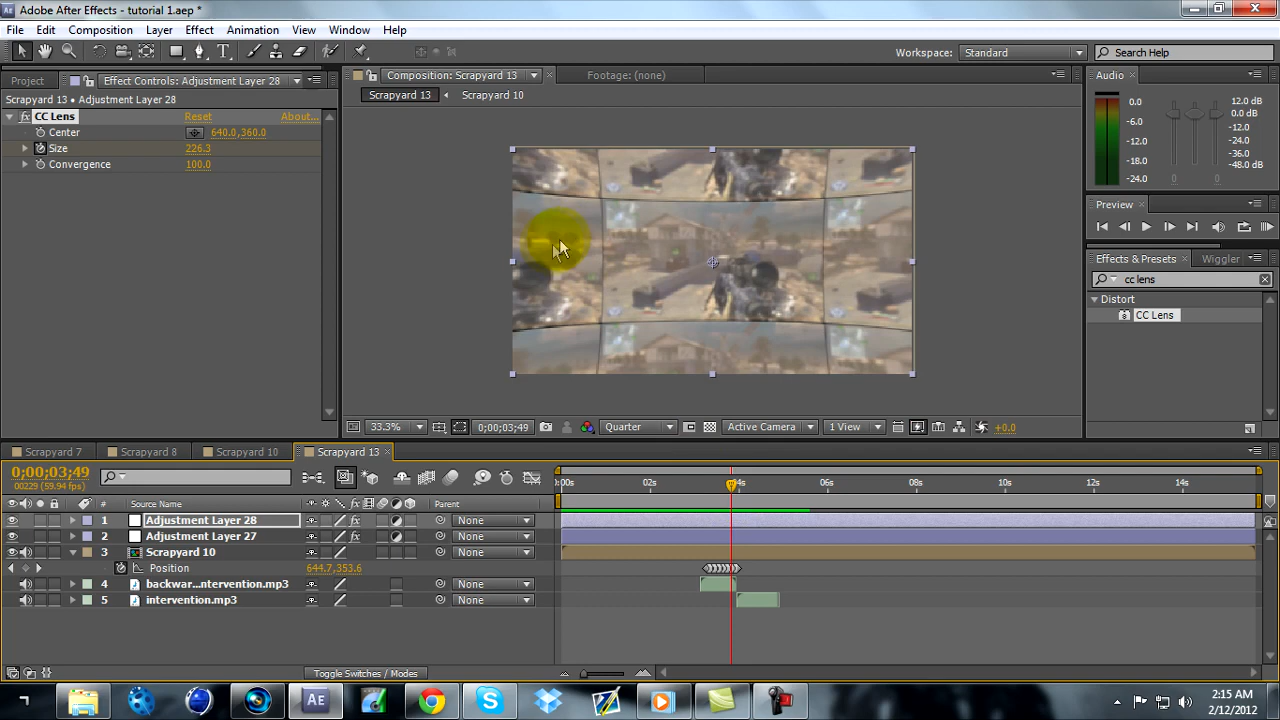 Adobe After Effects - tutorial 1.aep *
File Edit Composition Layer Effect Animation View Window Help
Workspace: Standard Search Help
Project Effect Controls: Adjustment Layer 28
Scrapyard 13 • Adjustment Layer 28
fx CC Lens Reset About...
Center 640.0,360.0
Size 226.3
Convergence 100.0
Composition: Scrapyard 13 Footage: (none)
Scrapyard 13 Scrapyard 10
33.3% 0;00;03;49 Quarter Active Camera 1 View +0.0
Audio
0.0 12.0 dB
-6.0 0.0 dB
-12.0 -12.0
-18.0 -24.0
-24.0 -36.0
-48.0 dB
0 0
Preview
Effects & Presets Wiggler
cc lens
Distort
CC Lens
Scrapyard 7 Scrapyard 8 Scrapyard 10 Scrapyard 13
0;00;03;49
00229 (59.94 fps)
:00s 02s 04s 06s 08s 10s 12s 14s
# Source Name fx Parent
1 Adjustment Layer 28 fx None
2 Adjustment Layer 27 fx None
3 Scrapyard 10 None
Position 644.7,353.6
4 backwar...ntervention.mp3 None
5 intervention.mp3 None
Toggle Switches / Modes
AE
2:15 AM
2/12/2012